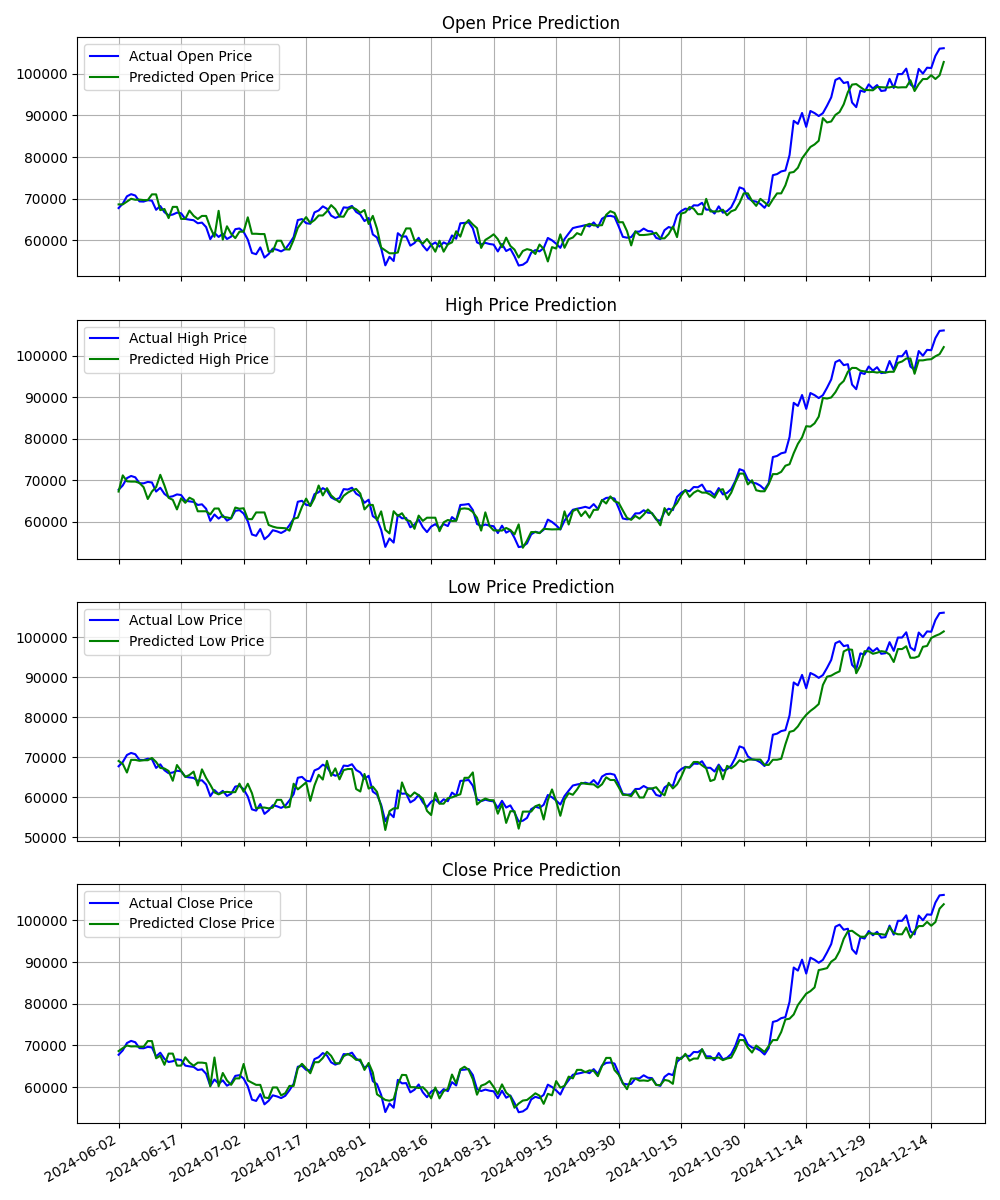 Open Price Prediction
Actual Open Price
Predicted Open Price
100000
90000
80000
70000
60000
High Price Prediction
Actual High Price
Predicted High Price
100000
90000
80000
70000
60000
Low Price Prediction
Actual Low Price
Predicted Low Price
100000
90000
80000
70000
60000
50000
Close Price Prediction
Actual Close Price
Predicted Close Price
100000
90000
80000
70000
60000
2024-06-02
2024-06-17
2024-07-02
2024-07-17
2024-08-01
2024-08-16
2024-08-31
2024-09-15
2024-09-30
2024-10-15
2024-10-30
2024-11-14
2024-11-29
2024-12-14